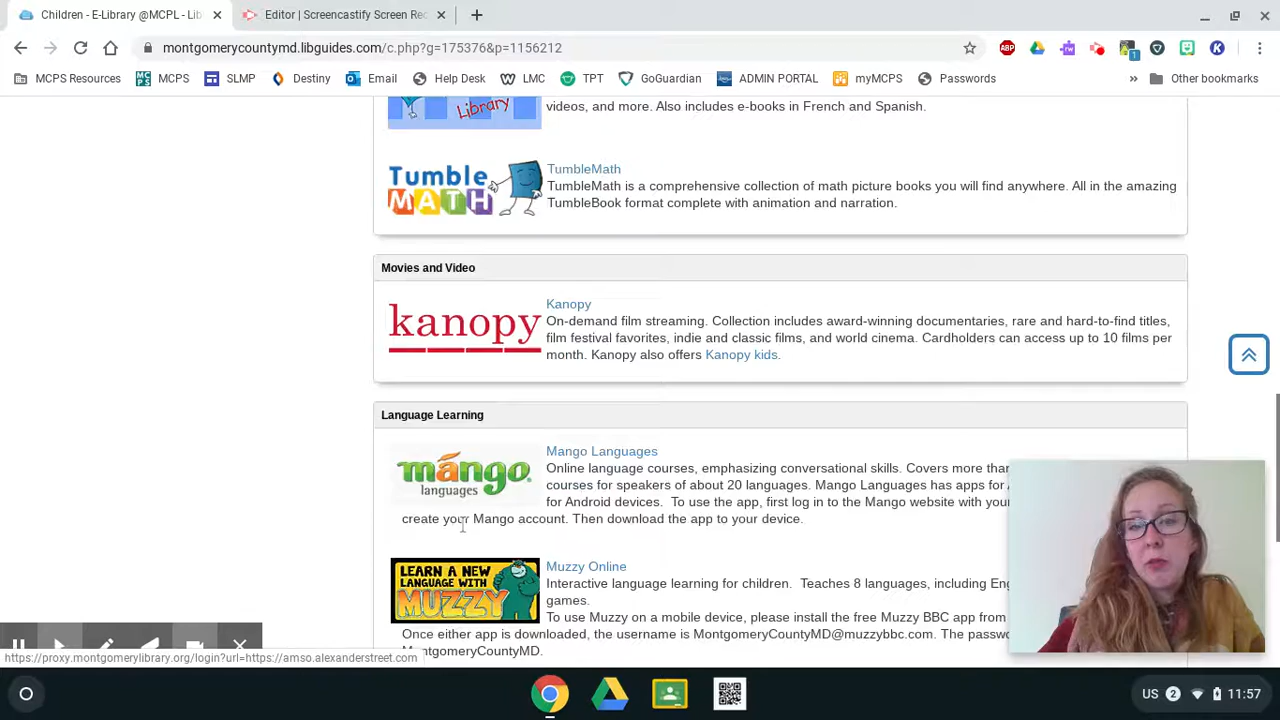 Children - E-Library @MCPL - Lib
Editor | Screencastify Screen Rec
montgomerycountymd.libguides.com/c.php?g=175376&p=1156212
MCPS Resources MCPS SLMP Destiny Email Help Desk LMC TPT GoGuardian ADMIN PORTAL myMCPS Passwords » Other bookmarks
Library
videos, and more. Also includes e-books in French and Spanish.
Tumble
MATH
TumbleMath
TumbleMath is a comprehensive collection of math picture books you will find anywhere. All in the amazing
TumbleBook format complete with animation and narration.
Movies and Video
kanopy
Kanopy
On-demand film streaming. Collection includes award-winning documentaries, rare and hard-to-find titles,
film festival favorites, indie and classic films, and world cinema. Cardholders can access up to 10 films per
month. Kanopy also offers Kanopy kids.
Language Learning
mango
languages
Mango Languages
Online language courses, emphasizing conversational skills. Covers more than
courses for speakers of about 20 languages. Mango Languages has apps for
for Android devices. To use the app, first log in to the Mango website with your
create your Mango account. Then download the app to your device.
LEARN A NEW
LANGUAGE WITH
MUZZY
Muzzy Online
Interactive language learning for children. Teaches 8 languages, including Eng
games.
To use Muzzy on a mobile device, please install the free Muzzy BBC app from
Once either app is downloaded, the username is MontgomeryCountyMD@muzzybbc.com. The passwo
MontgomeryCountyMD.
https://proxy.montgomerylibrary.org/login?url=https://amso.alexanderstreet.com
US 2 11:57